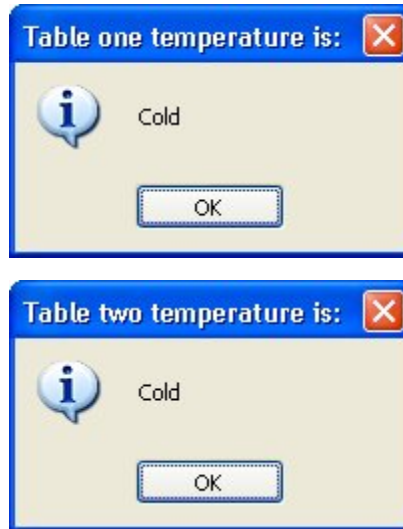 Table one temperature is:
Cold
OK
Table two temperature is:
Cold
OK